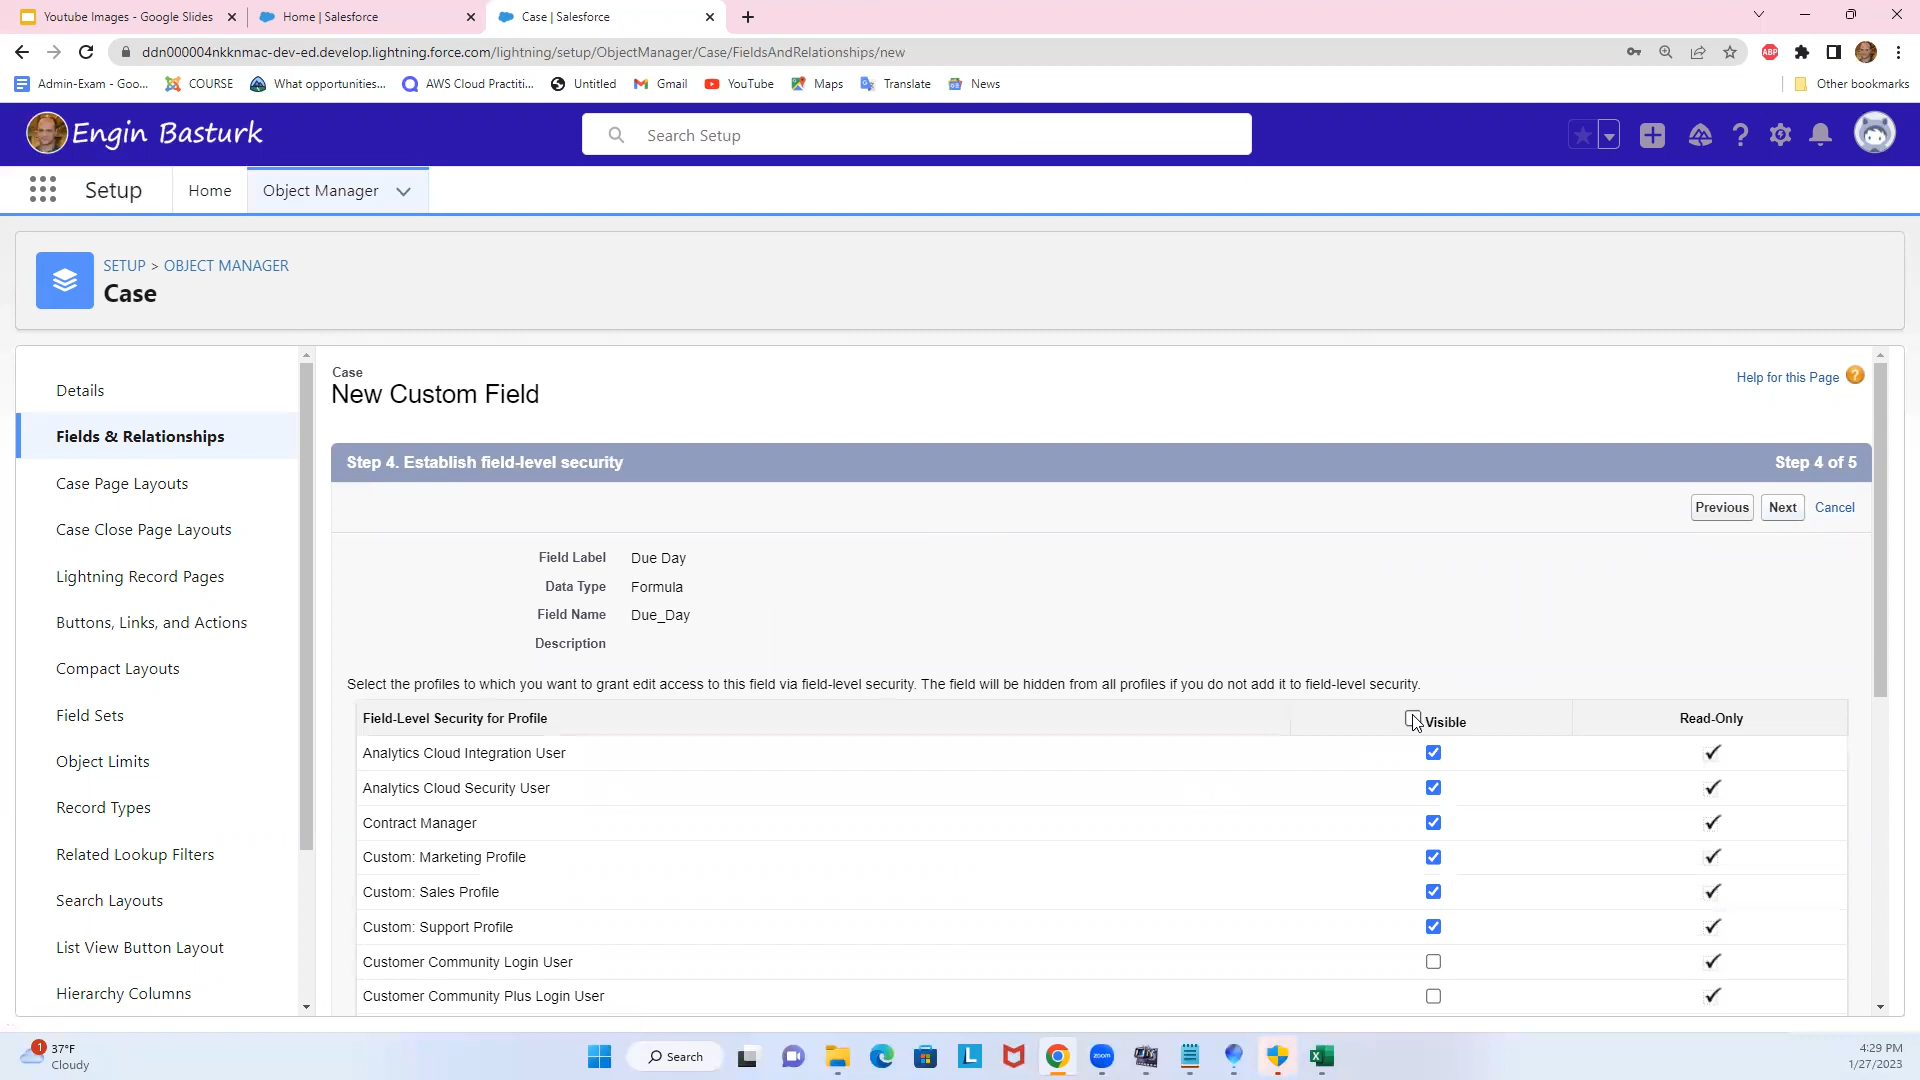 Youtube Images - Google Slides
Home | Salesforce
Case | Salesforce
ddn000004nkknmac-dev-ed.develop.lightning.force.com/lightning/setup/ObjectManager/Case/FieldsAndRelationships/new
ABP
Admin-Exam - Goo...
COURSE
What opportunities...
AWS Cloud Practiti...
Untitled
Gmail
YouTube
Maps
Translate
News
Other bookmarks
Engin Basturk
Search Setup
Setup
Home
Object Manager
SETUP > OBJECT MANAGER
Case
Details
Fields & Relationships
Case Page Layouts
Case Close Page Layouts
Lightning Record Pages
Buttons, Links, and Actions
Compact Layouts
Field Sets
Object Limits
Record Types
Related Lookup Filters
Search Layouts
List View Button Layout
Hierarchy Columns
Case
New Custom Field
Help for this Page ?
Step 4. Establish field-level security
Step 4 of 5
Previous Next Cancel
Field Label Due Day
Data Type Formula
Field Name Due_Day
Description
Select the profiles to which you want to grant edit access to this field via field-level security. The field will be hidden from all profiles if you do not add it to field-level security.
Field-Level Security for Profile Visible Read-Only
Analytics Cloud Integration User
Analytics Cloud Security User
Contract Manager
Custom: Marketing Profile
Custom: Sales Profile
Custom: Support Profile
Customer Community Login User
Customer Community Plus Login User
1
37°F
Cloudy
Search
L
zoom
4:29 PM
1/27/2023